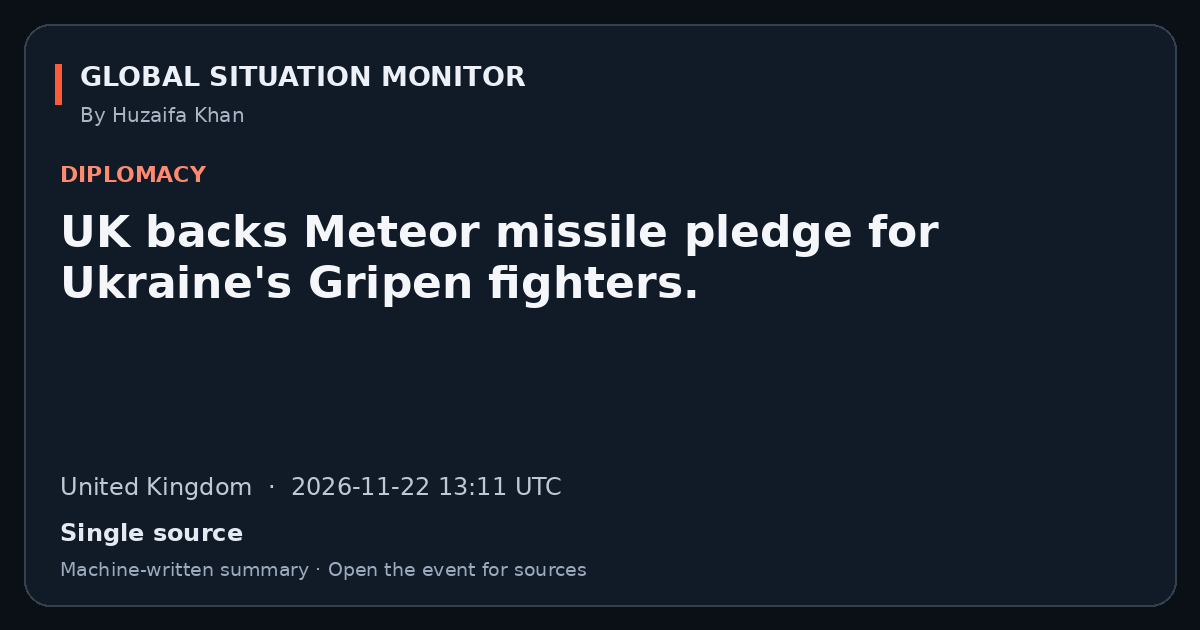 GLOBAL SITUATION MONITOR
By Huzaifa Khan
DIPLOMACY
UK backs Meteor missile pledge for
Ukraine's Gripen fighters.
United Kingdom · 2026-11-22 13:11 UTC
Single source
Machine-written summary · Open the event for sources